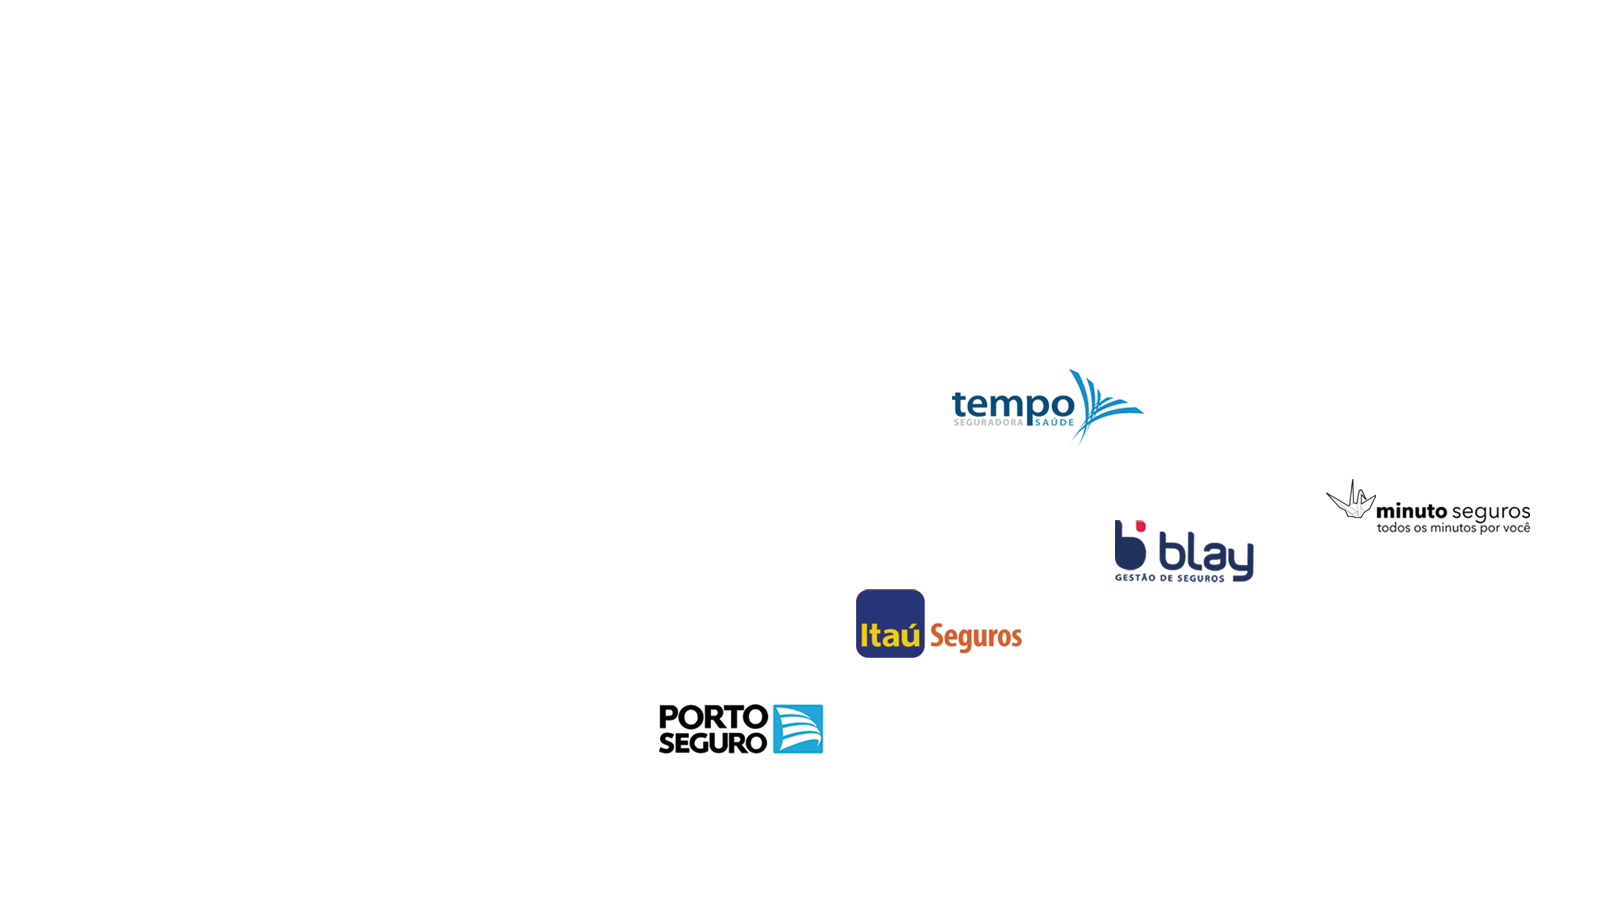 tempo
SEGURADORA SAÚDE
minuto seguros
todos os minutos por você
b blay
GESTÃO DE SEGUROS
Itaú Seguros
PORTO
SEGURO